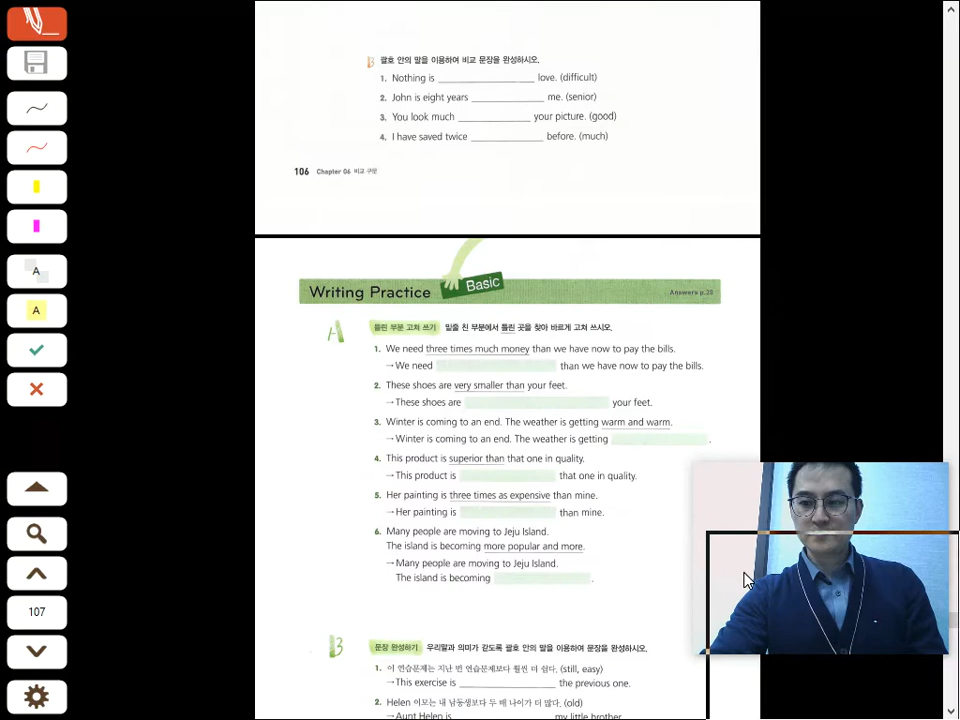 B 괄호 안의 말을 이용하여 비교 문장을 완성하시오.
1. Nothing is ____________ love. (difficult)
2. John is eight years ____________ me. (senior)
3. You look much ____________ your picture. (good)
4. I have saved twice ____________ before. (much)
106 Chapter 06 비교 구문
Writing Practice Basic
Answers p.20
A 틀린 부분 고쳐 쓰기 밑줄 친 부분에서 틀린 곳을 찾아 바르게 고쳐 쓰시오.
1. We need three times much money than we have now to pay the bills.
→ We need than we have now to pay the bills.
2. These shoes are very smaller than your feet.
→ These shoes are your feet.
3. Winter is coming to an end. The weather is getting warm and warm.
→ Winter is coming to an end. The weather is getting .
4. This product is superior than that one in quality.
→ This product is that one in quality.
5. Her painting is three times as expensive than mine.
→ Her painting is than mine.
6. Many people are moving to Jeju Island.
The island is becoming more popular and more.
→ Many people are moving to Jeju Island.
The island is becoming .
B 문장 완성하기 우리말과 의미가 같도록 괄호 안의 말을 이용하여 문장을 완성하시오.
1. 이 연습문제는 지난 번 연습문제보다 훨씬 더 쉽다. (still, easy)
→ This exercise is ____________ the previous one.
2. Helen 이모는 내 남동생보다 두 배 나이가 더 많다. (old)
→ Aunt Helen is ____________ my little brother.
A
A
107